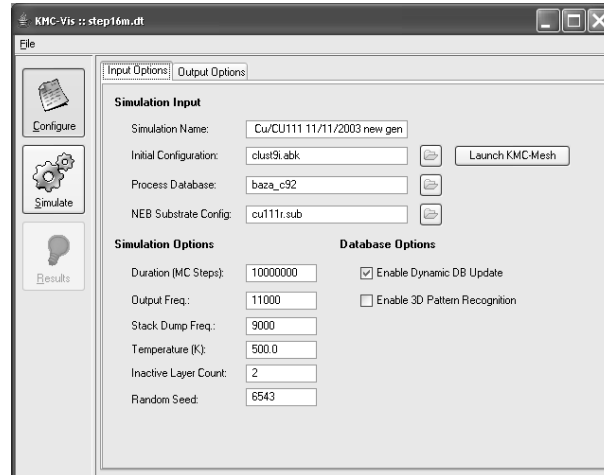 KMC-Vis :: step16m.dt
File
Input Options Output Options
Configure
Simulate
Results
Simulation Input
Simulation Name: Cu/CU111 11/11/2003 new gen
Initial Configuration: clust9i.abk Launch KMC-Mesh
Process Database: baza_c92
NEB Substrate Config: cu111r.sub
Simulation Options Database Options
Duration (MC Steps): 10000000 Enable Dynamic DB Update
Output Freq.: 11000 Enable 3D Pattern Recognition
Stack Dump Freq.: 9000
Temperature (K): 500.0
Inactive Layer Count: 2
Random Seed: 6543